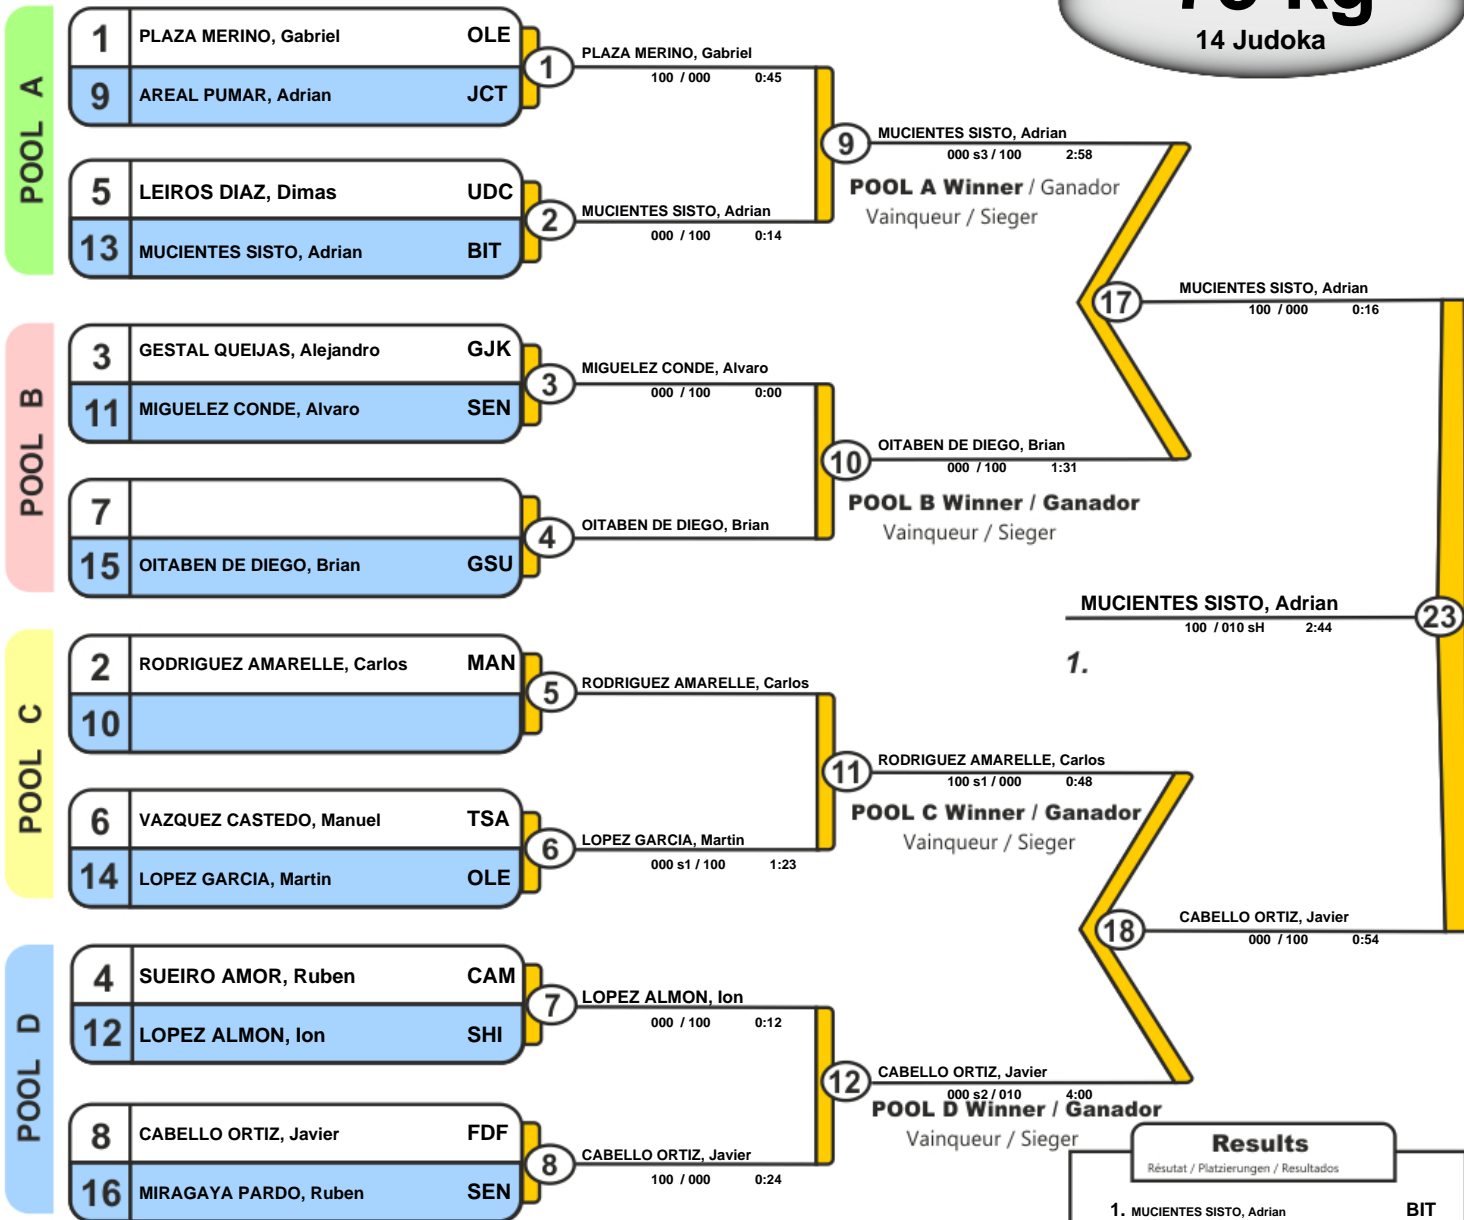 14 Judoka
POOL A
1 PLAZA MERINO, Gabriel OLE
9 AREAL PUMAR, Adrian JCT
1
PLAZA MERINO, Gabriel
100 / 000 0:45
5 LEIROS DIAZ, Dimas UDC
13 MUCIENTES SISTO, Adrian BIT
2
MUCIENTES SISTO, Adrian
000 / 100 0:14
9
MUCIENTES SISTO, Adrian
000 s3 / 100 2:58
POOL A Winner / Ganador
Vainqueur / Sieger
POOL B
3 GESTAL QUEIJAS, Alejandro GJK
11 MIGUELEZ CONDE, Alvaro SEN
3
MIGUELEZ CONDE, Alvaro
000 / 100 0:00
7
15 OITABEN DE DIEGO, Brian GSU
4
OITABEN DE DIEGO, Brian
10
OITABEN DE DIEGO, Brian
000 / 100 1:31
POOL B Winner / Ganador
Vainqueur / Sieger
17
MUCIENTES SISTO, Adrian
100 / 000 0:16
MUCIENTES SISTO, Adrian
100 / 010 sH 2:44
23
1.
POOL C
2 RODRIGUEZ AMARELLE, Carlos MAN
10
5
RODRIGUEZ AMARELLE, Carlos
6 VAZQUEZ CASTEDO, Manuel TSA
14 LOPEZ GARCIA, Martin OLE
6
LOPEZ GARCIA, Martin
000 s1 / 100 1:23
11
RODRIGUEZ AMARELLE, Carlos
100 s1 / 000 0:48
POOL C Winner / Ganador
Vainqueur / Sieger
POOL D
4 SUEIRO AMOR, Ruben CAM
12 LOPEZ ALMON, Ion SHI
7
LOPEZ ALMON, Ion
000 / 100 0:12
8 CABELLO ORTIZ, Javier FDF
16 MIRAGAYA PARDO, Ruben SEN
8
CABELLO ORTIZ, Javier
100 / 000 0:24
12
CABELLO ORTIZ, Javier
000 s2 / 010 4:00
POOL D Winner / Ganador
Vainqueur / Sieger
18
CABELLO ORTIZ, Javier
000 / 100 0:54
Results
Résutat / Platzierungen / Resultados
1. MUCIENTES SISTO, Adrian BIT